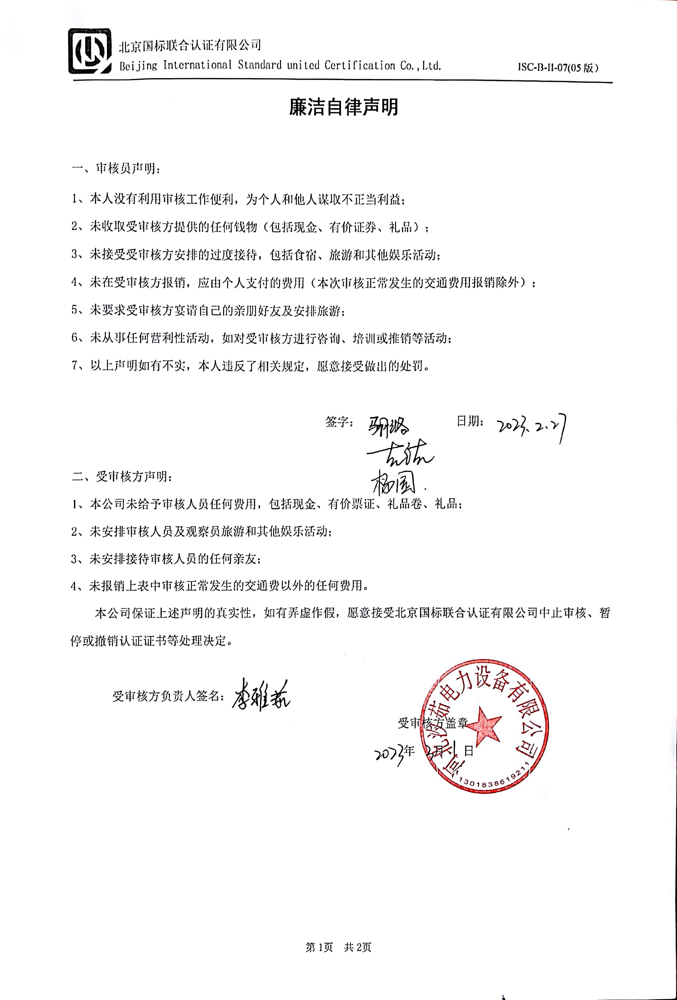 北京国标联合认证有限公司
Beijing International Standard united Certification Co.,Ltd.
ISC-B-II-07(05版)
廉洁自律声明
一、审核员声明：
1、本人没有利用审核工作便利，为个人和他人谋取不正当利益；
2、未收取受审核方提供的任何钱物（包括现金、有价证券、礼品）；
3、未接受受审核方安排的过度接待，包括食宿、旅游和其他娱乐活动；
4、未在受审核方报销，应由个人支付的费用（本次审核正常发生的交通费用报销除外）；
5、未要求受审核方宴请自己的亲朋好友及安排旅游；
6、未从事任何营利性活动，如对受审核方进行咨询、培训或推销等活动；
7、以上声明如有不实，本人违反了相关规定，愿意接受做出的处罚。
签字： 日期：2023.2.27
杨园
二、受审核方声明：
1、本公司未给予审核人员任何费用，包括现金、有价票证、礼品卷、礼品；
2、未安排审核人员及观察员旅游和其他娱乐活动；
3、未安排接待审核人员的任何亲友；
4、未报销上表中审核正常发生的交通费以外的任何费用。
本公司保证上述声明的真实性，如有弄虚作假，愿意接受北京国标联合认证有限公司中止审核、暂
停或撤销认证证书等处理决定。
受审核方负责人签名：李雅茹
受审核方盖章
2023年3月1日
河北汐茹电力设备有限公司
1301838619211
第1页 共2页